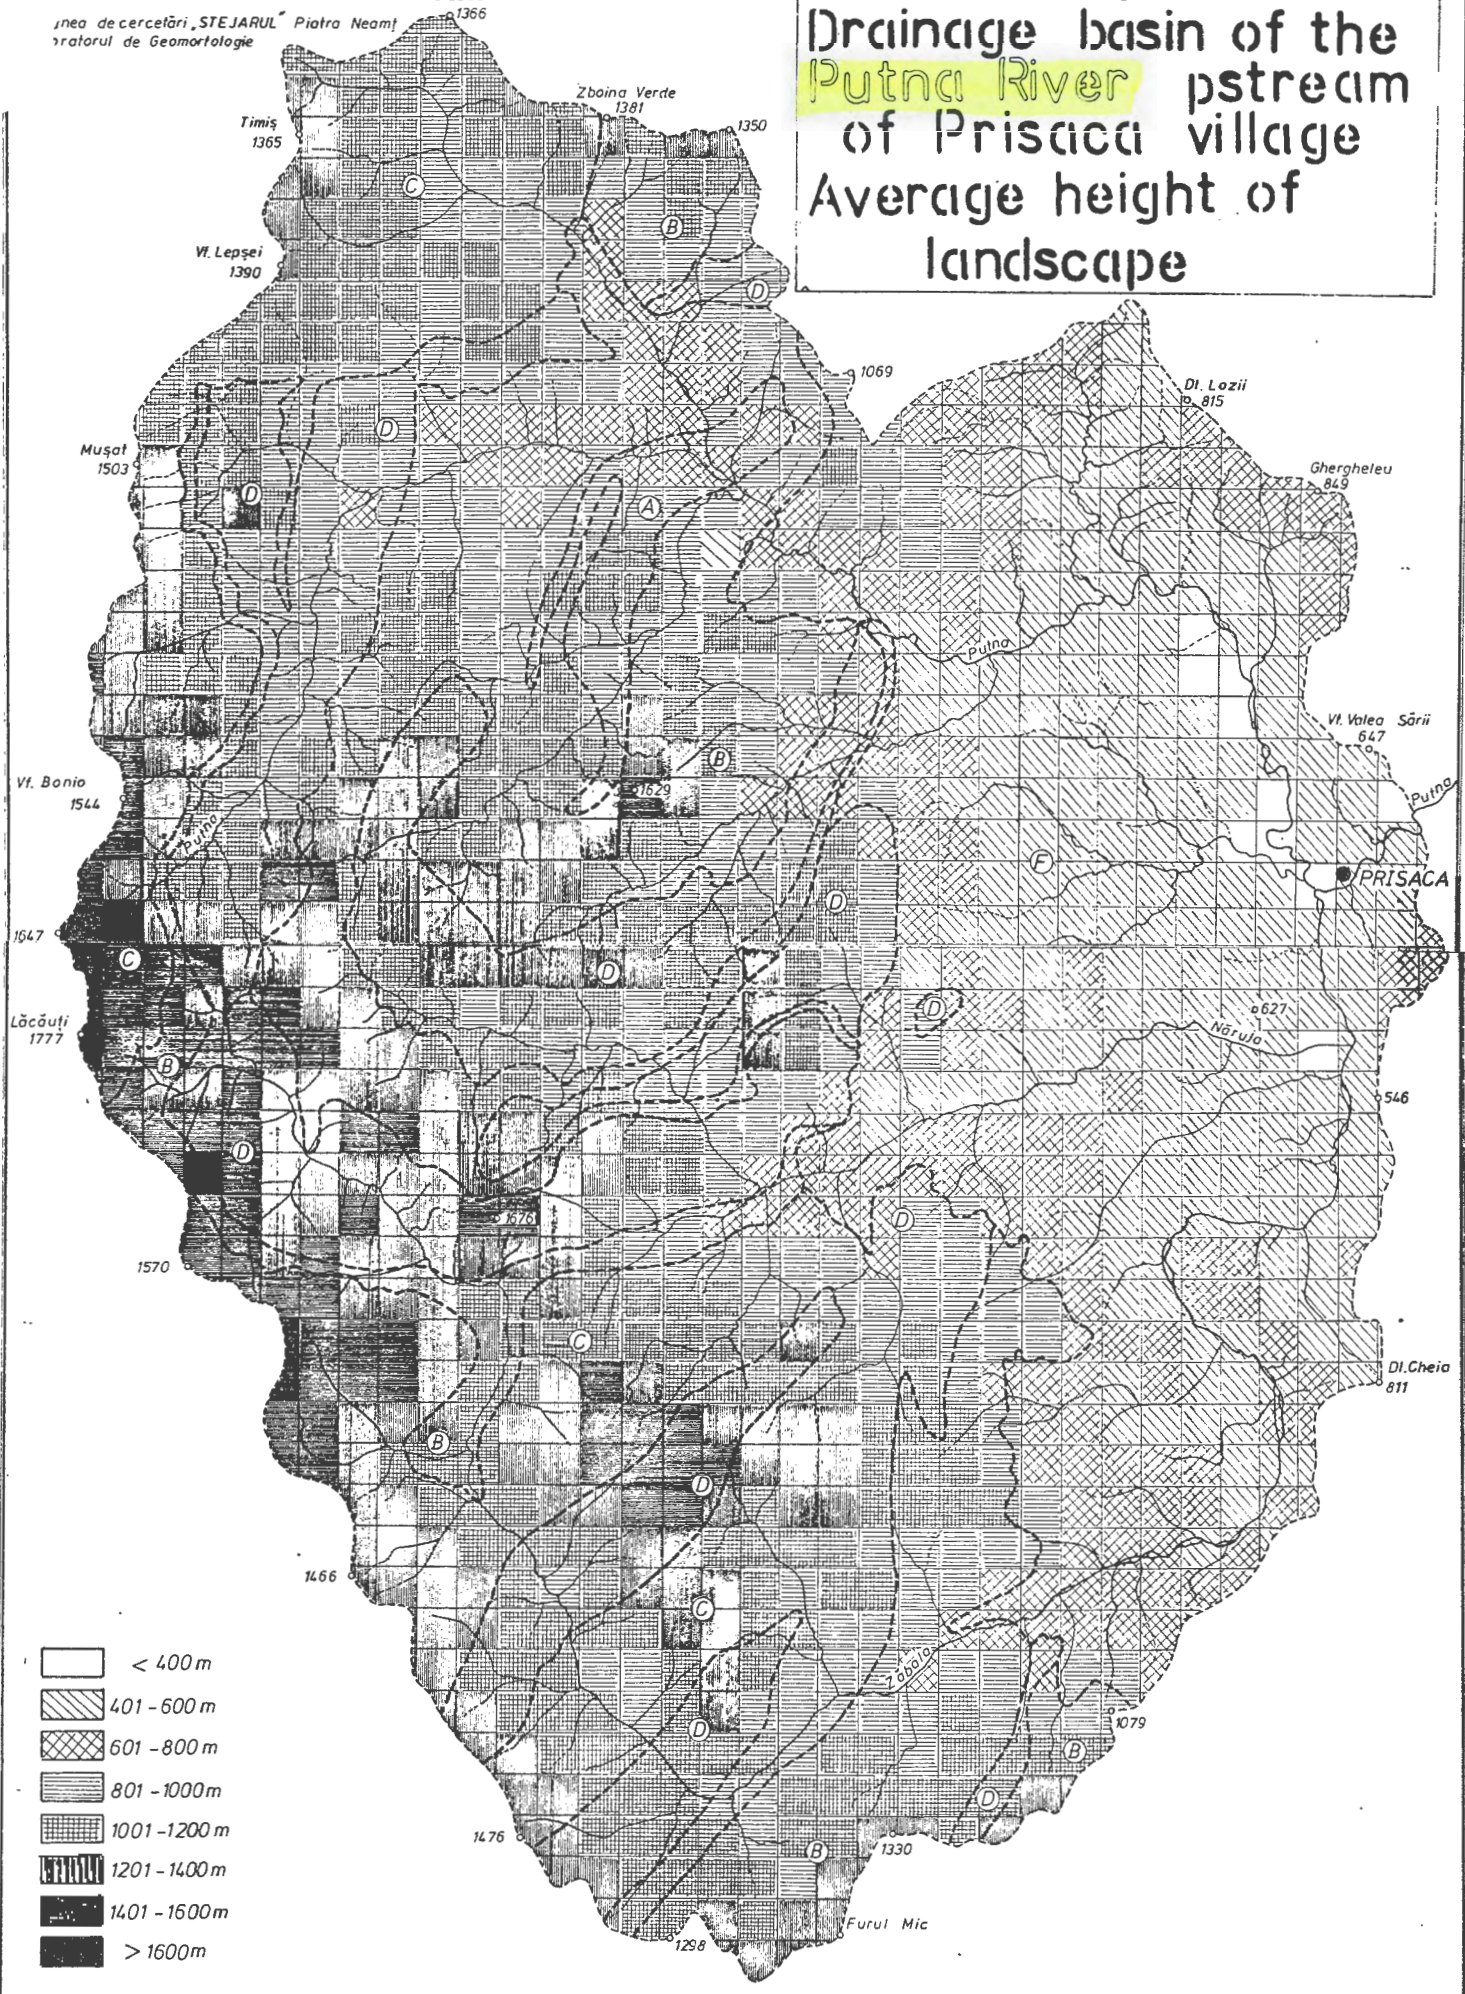 de cercetări „STEJARUL" Piatra Neamț
de Geomorfologie
Drainage basin of the
Putna River pstream
of Prisaca village
Average height of
landscape
1366
Zboina Verde
1381
1350
Timiș
1365
C
B
Vf. Lepșei
1390
D
1069
Dl. Lozii
815
D
Mușat
1503
Ghergheleu
849
D
A
Putna
Vf. Valea Sării
647
B
Vf. Bonio
1544
1629
Putna
Putna
F
PRISACA
D
1647
C
D
D
627
Lăcăuți
1777
Năruja
B
546
D
1676
D
1570
C
Dl. Cheia
811
B
D
1466
C
< 400 m
401 - 600 m
601 - 800 m
801 - 1000 m
1001 - 1200 m
1201 - 1400 m
1401 - 1600 m
> 1600 m
Zăbala
D
1079
B
D
1476
B
1330
Furul Mic
1298